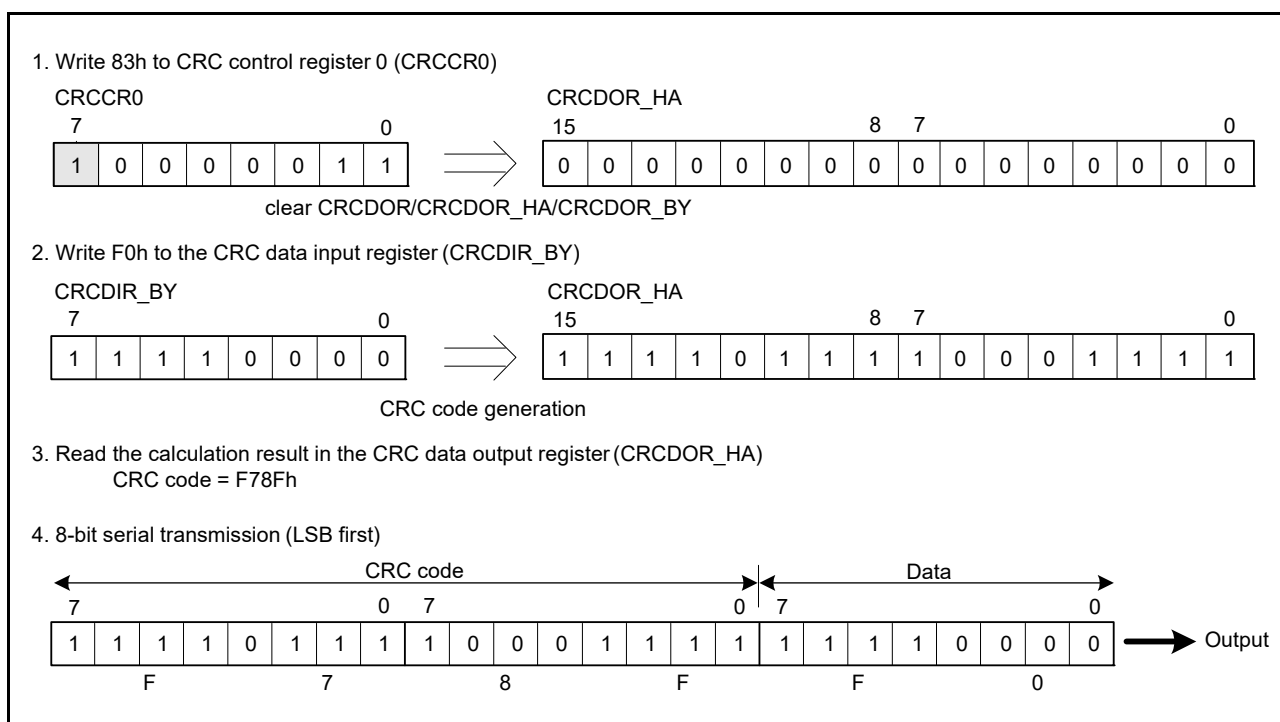 1. Write 83h to CRC control register 0 (CRCCR0)
CRCCR0 CRCDOR_HA
7 0 15 8 7 0
1 0 0 0 0 0 1 1 0 0 0 0 0 0 0 0 0 0 0 0 0 0 0 0
clear CRCDOR/CRCDOR_HA/CRCDOR_BY
2. Write F0h to the CRC data input register (CRCDIR_BY)
CRCDIR_BY CRCDOR_HA
7 0 15 8 7 0
1 1 1 1 0 0 0 0 1 1 1 1 0 1 1 1 1 0 0 0 1 1 1 1
CRC code generation
3. Read the calculation result in the CRC data output register (CRCDOR_HA)
CRC code = F78Fh
4. 8-bit serial transmission (LSB first)
CRC code Data
7 0 7 0 7 0
1 1 1 1 0 1 1 1 1 0 0 0 1 1 1 1 1 1 1 1 0 0 0 0 Output
F 7 8 F F 0